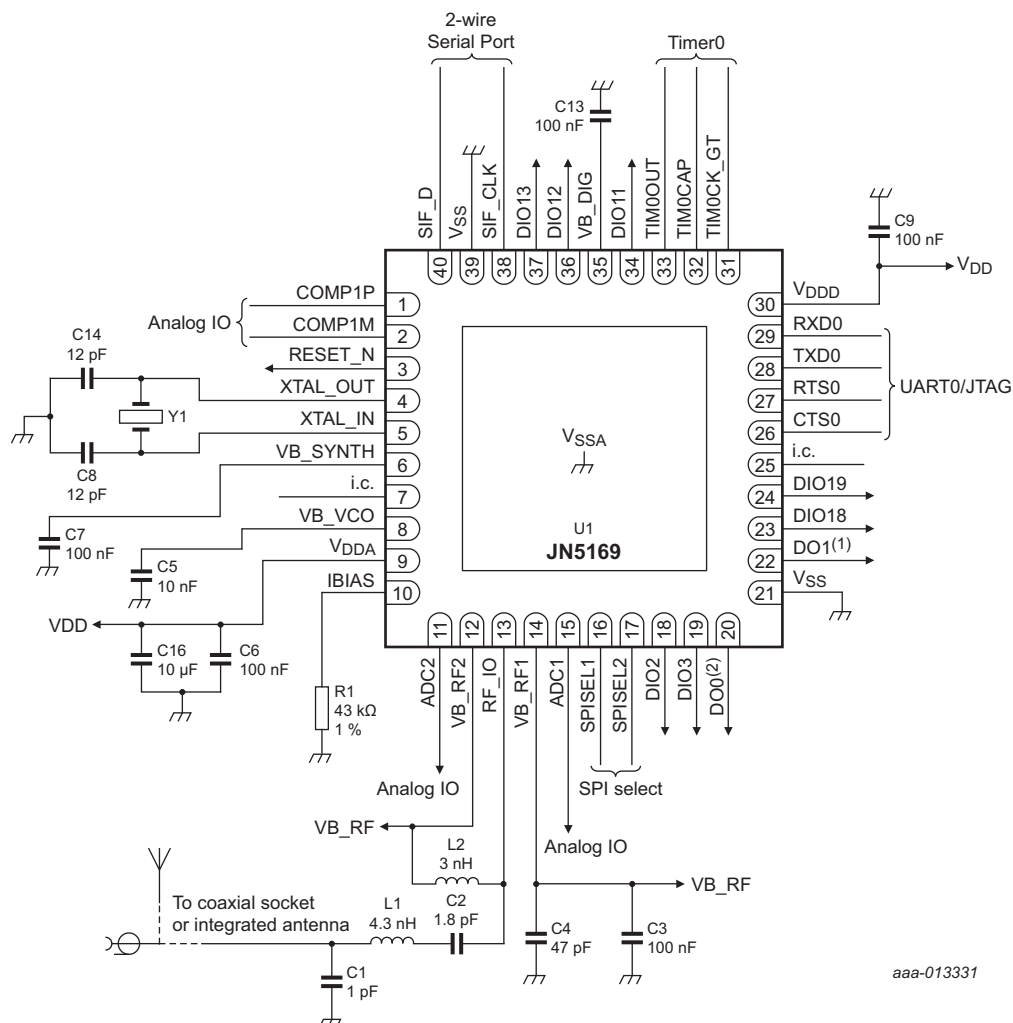 2-wire
Serial Port
Timer0
C13
100 nF
SIF_D
VSS
SIF_CLK
DIO13
DIO12
VB_DIG
DIO11
TIM0OUT
TIM0CAP
TIM0CK_GT
C9
100 nF
VDD
40
39
38
37
36
35
34
33
32
31
Analog IO
COMP1P
1
COMP1M
2
RESET_N
3
XTAL_OUT
4
XTAL_IN
5
VB_SYNTH
6
i.c.
7
VB_VCO
8
VDDA
9
IBIAS
10
C14
12 pF
Y1
C8
12 pF
C7
100 nF
C5
10 nF
VDD
C16
10 µF
C6
100 nF
R1
43 kΩ
1 %
VSSA
U1
JN5169
VDDD
30
RXD0
29
TXD0
28
RTS0
27
CTS0
26
UART0/JTAG
i.c.
25
DIO19
24
DIO18
23
DO1(1)
22
VSS
21
11
12
13
14
15
16
17
18
19
20
ADC2
VB_RF2
RF_IO
VB_RF1
ADC1
SPISEL1
SPISEL2
DIO2
DIO3
DO0(2)
Analog IO
SPI select
VB_RF
Analog IO
L2
3 nH
VB_RF
To coaxial socket
or integrated antenna
L1
4.3 nH
C2
1.8 pF
C4
47 pF
C3
100 nF
C1
1 pF
aaa-013331